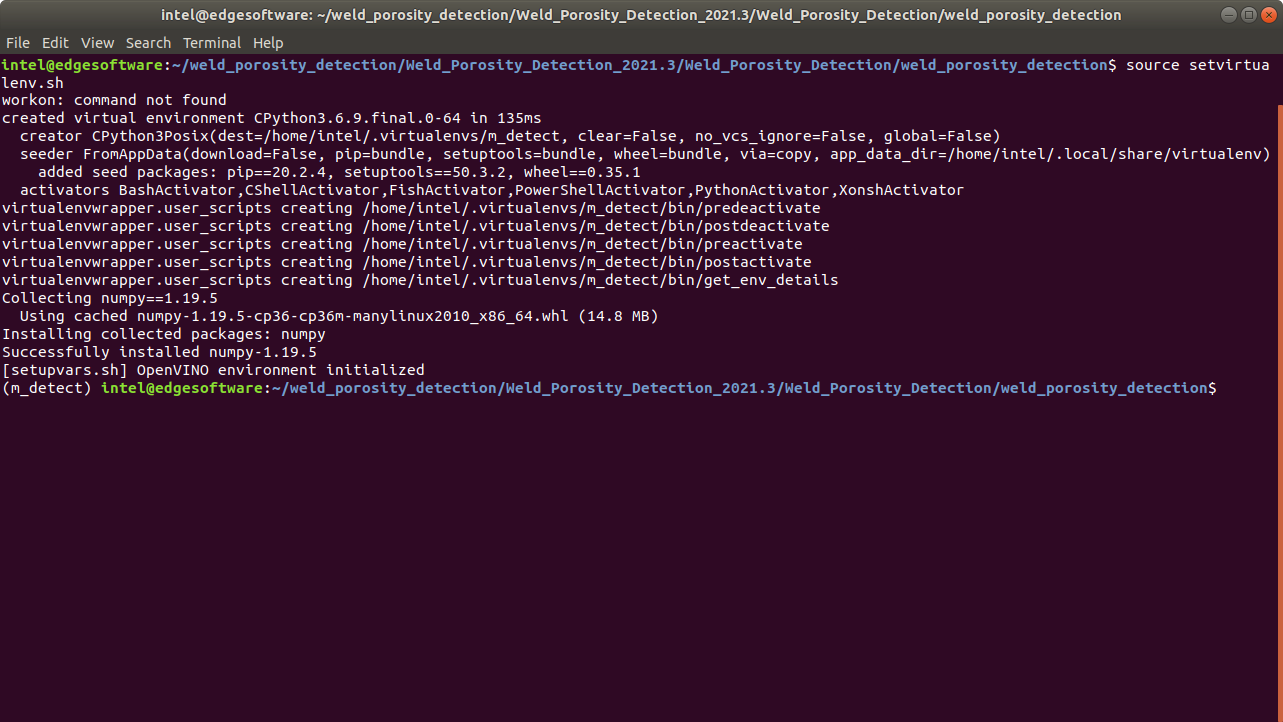 intel@edgesoftware: ~/weld_porosity_detection/Weld_Porosity_Detection_2021.3/Weld_Porosity_Detection/weld_porosity_detection
File Edit View Search Terminal Help
intel@edgesoftware:~/weld_porosity_detection/Weld_Porosity_Detection_2021.3/Weld_Porosity_Detection/weld_porosity_detection$ source setvirtua
lenv.sh
workon: command not found
created virtual environment CPython3.6.9.final.0-64 in 135ms
  creator CPython3Posix(dest=/home/intel/.virtualenvs/m_detect, clear=False, no_vcs_ignore=False, global=False)
  seeder FromAppData(download=False, pip=bundle, setuptools=bundle, wheel=bundle, via=copy, app_data_dir=/home/intel/.local/share/virtualenv)
    added seed packages: pip==20.2.4, setuptools==50.3.2, wheel==0.35.1
  activators BashActivator,CShellActivator,FishActivator,PowerShellActivator,PythonActivator,XonshActivator
virtualenvwrapper.user_scripts creating /home/intel/.virtualenvs/m_detect/bin/predeactivate
virtualenvwrapper.user_scripts creating /home/intel/.virtualenvs/m_detect/bin/postdeactivate
virtualenvwrapper.user_scripts creating /home/intel/.virtualenvs/m_detect/bin/preactivate
virtualenvwrapper.user_scripts creating /home/intel/.virtualenvs/m_detect/bin/postactivate
virtualenvwrapper.user_scripts creating /home/intel/.virtualenvs/m_detect/bin/get_env_details
Collecting numpy==1.19.5
  Using cached numpy-1.19.5-cp36-cp36m-manylinux2010_x86_64.whl (14.8 MB)
Installing collected packages: numpy
Successfully installed numpy-1.19.5
[setupvars.sh] OpenVINO environment initialized
(m_detect) intel@edgesoftware:~/weld_porosity_detection/Weld_Porosity_Detection_2021.3/Weld_Porosity_Detection/weld_porosity_detection$